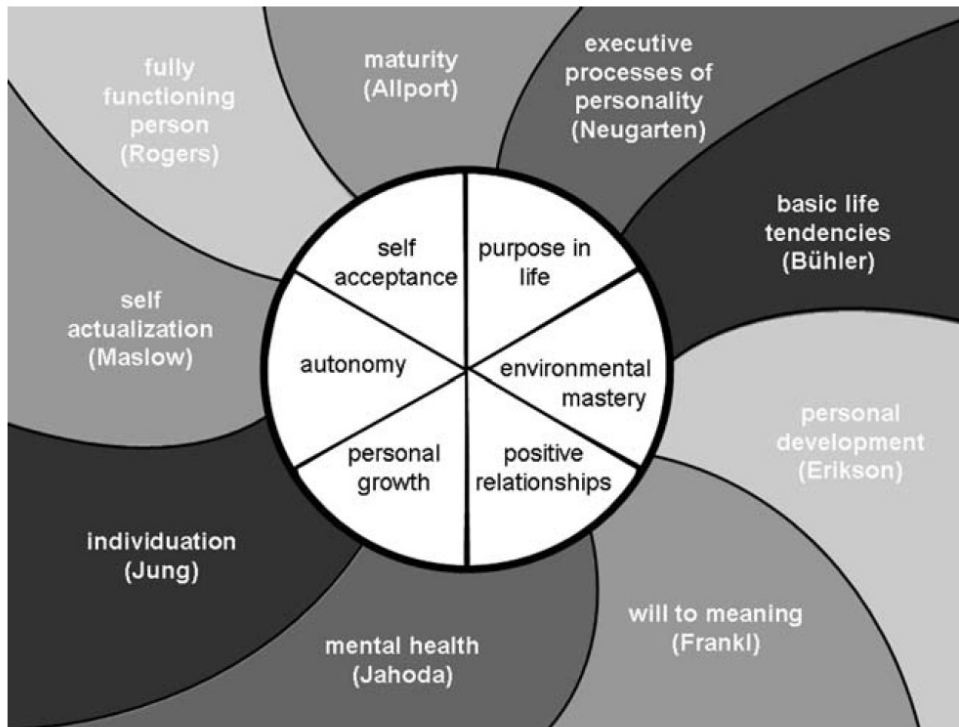 maturity
(Allport)
executive
processes of
personality
(Neugarten)
basic life
tendencies
(Bühler)
personal
development
(Erikson)
will to meaning
(Frankl)
mental health
(Jahoda)
individuation
(Jung)
self
actualization
(Maslow)
fully
functioning
person
(Rogers)
self
acceptance
purpose in
life
environmental
mastery
positive
relationships
personal
growth
autonomy